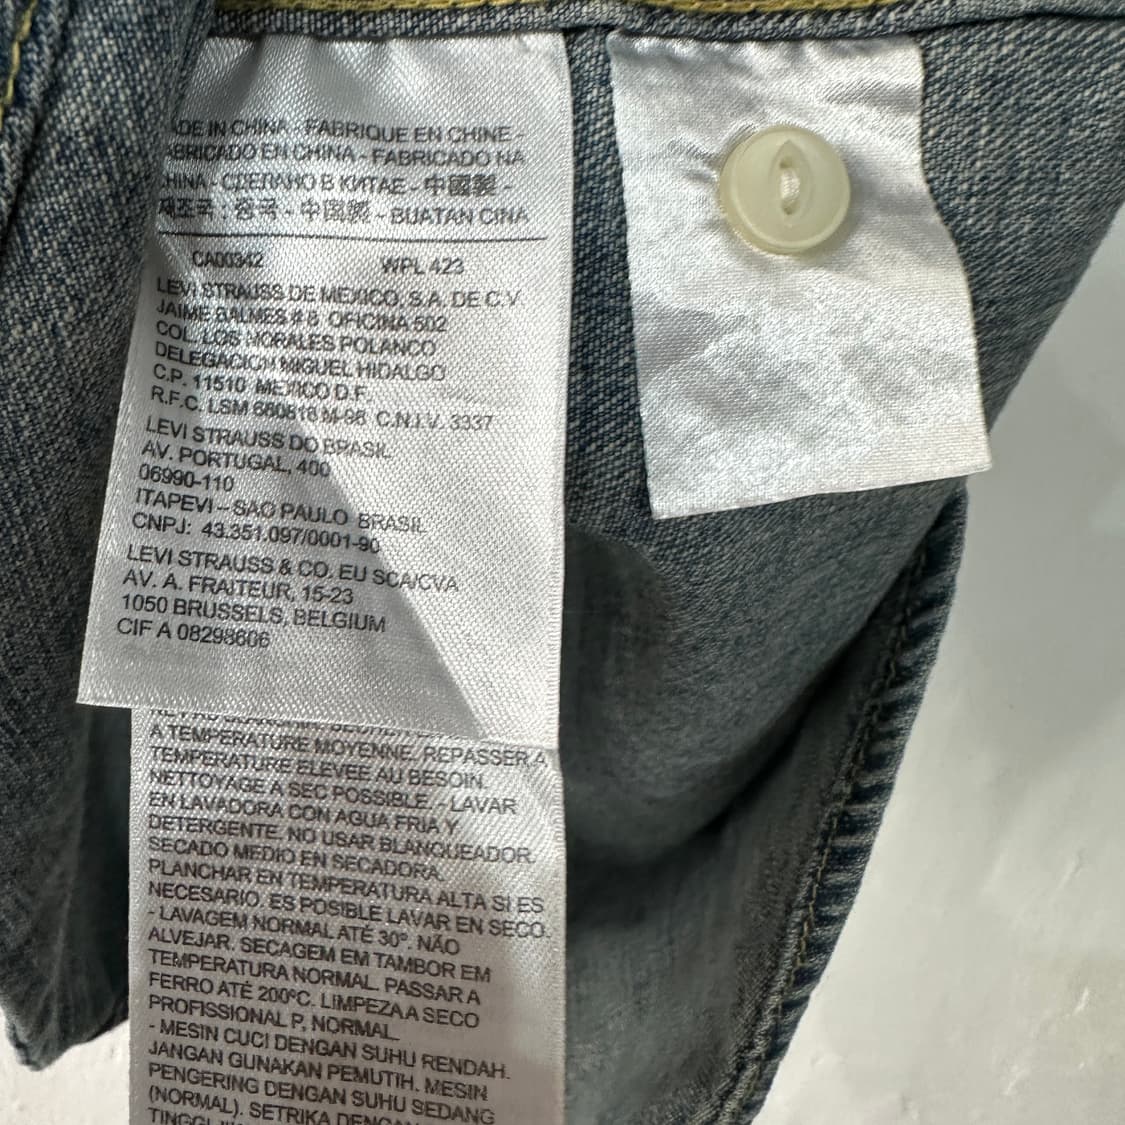 ADE IN CHINA - FABRIQUE EN CHINE -
ABRICADO EN CHINA - FABRICADO NA
HINA - СДЕЛАНО В КИТАЕ - 中國製 -
제조국 : 중국 - 中国製 - BUATAN CINA
CA00342 WPL 423
LEVI STRAUSS DE MEXICO, S.A. DE C.V.
JAIME BALMES # 8 OFICINA 502
COL. LOS MORALES POLANCO
DELEGACION MIGUEL HIDALGO
C.P. 11510 MEXICO D.F.
R.F.C. LSM 660818 M-96 C.N.I.V. 3337
LEVI STRAUSS DO BRASIL
AV. PORTUGAL, 400
06990-110
ITAPEVI - SAO PAULO BRASIL
CNPJ: 43.351.097/0001-90
LEVI STRAUSS & CO. EU SCA/CVA
AV. A. FRAITEUR, 15-23
1050 BRUSSELS, BELGIUM
CIF A 08298606
A TEMPERATURE MOYENNE. REPASSER A
TEMPERATURE ELEVEE AU BESOIN.
NETTOYAGE A SEC POSSIBLE. - LAVAR
EN LAVADORA CON AGUA FRIA Y
DETERGENTE. NO USAR BLANQUEADOR.
SECADO MEDIO EN SECADORA.
PLANCHAR EN TEMPERATURA ALTA SI ES
NECESARIO. ES POSIBLE LAVAR EN SECO.
- LAVAGEM NORMAL ATÉ 30º. NÃO
ALVEJAR. SECAGEM EM TAMBOR EM
TEMPERATURA NORMAL. PASSAR A
FERRO ATÉ 200ºC. LIMPEZA A SECO
PROFISSIONAL P, NORMAL.
- MESIN CUCI DENGAN SUHU RENDAH.
JANGAN GUNAKAN PEMUTIH. MESIN
PENGERING DENGAN SUHU SEDANG
(NORMAL). SETRIKA DENGAN